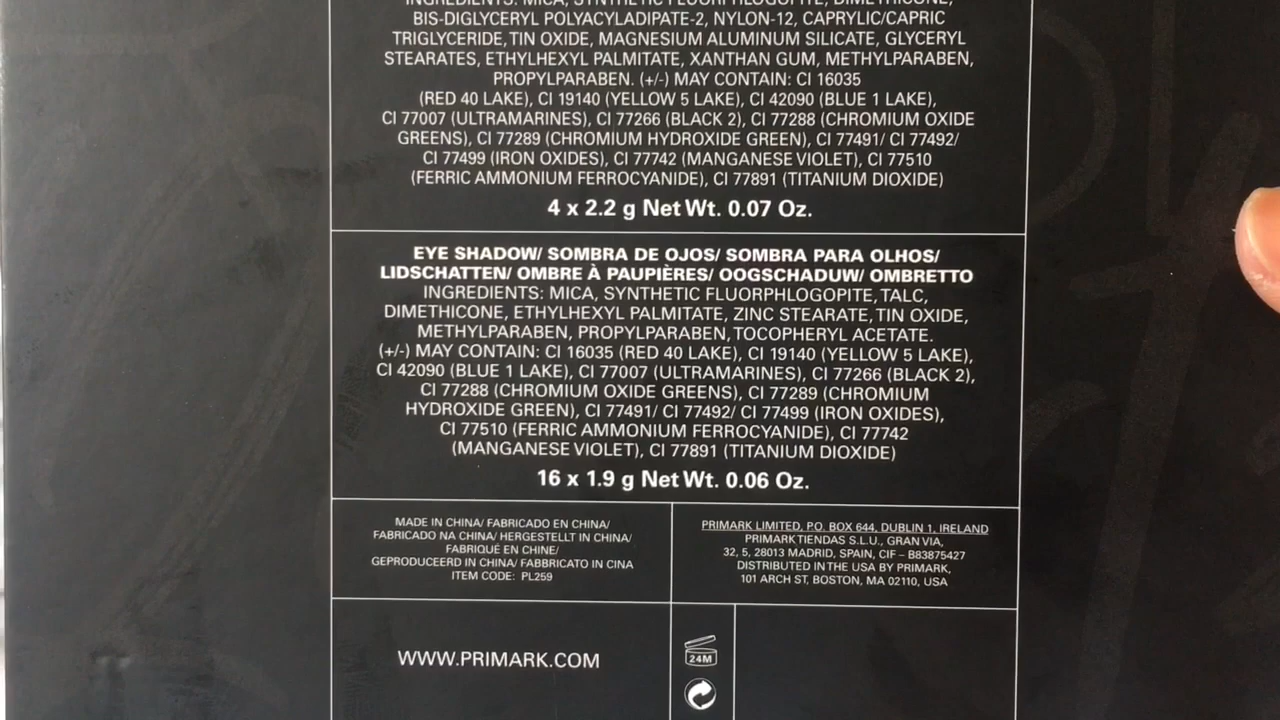 INGREDIENTS: MICA, SYNTHETIC FLUORPHLOGOPITE, DIMETHICONE,
BIS-DIGLYCERYL POLYACYLADIPATE-2, NYLON-12, CAPRYLIC/CAPRIC
TRIGLYCERIDE, TIN OXIDE, MAGNESIUM ALUMINUM SILICATE, GLYCERYL
STEARATES, ETHYLHEXYL PALMITATE, XANTHAN GUM, METHYLPARABEN,
PROPYLPARABEN. (+/-) MAY CONTAIN: CI 16035
(RED 40 LAKE), CI 19140 (YELLOW 5 LAKE), CI 42090 (BLUE 1 LAKE),
CI 77007 (ULTRAMARINES), CI 77266 (BLACK 2), CI 77288 (CHROMIUM OXIDE
GREENS), CI 77289 (CHROMIUM HYDROXIDE GREEN), CI 77491/ CI 77492/
CI 77499 (IRON OXIDES), CI 77742 (MANGANESE VIOLET), CI 77510
(FERRIC AMMONIUM FERROCYANIDE), CI 77891 (TITANIUM DIOXIDE)
4 x 2.2 g Net Wt. 0.07 Oz.
EYE SHADOW/ SOMBRA DE OJOS/ SOMBRA PARA OLHOS/
LIDSCHATTEN/ OMBRE À PAUPIÈRES/ OOGSCHADUW/ OMBRETTO
INGREDIENTS: MICA, SYNTHETIC FLUORPHLOGOPITE, TALC,
DIMETHICONE, ETHYLHEXYL PALMITATE, ZINC STEARATE, TIN OXIDE,
METHYLPARABEN, PROPYLPARABEN, TOCOPHERYL ACETATE.
(+/-) MAY CONTAIN: CI 16035 (RED 40 LAKE), CI 19140 (YELLOW 5 LAKE),
CI 42090 (BLUE 1 LAKE), CI 77007 (ULTRAMARINES), CI 77266 (BLACK 2),
CI 77288 (CHROMIUM OXIDE GREENS), CI 77289 (CHROMIUM
HYDROXIDE GREEN), CI 77491/ CI 77492/ CI 77499 (IRON OXIDES),
CI 77510 (FERRIC AMMONIUM FERROCYANIDE), CI 77742
(MANGANESE VIOLET), CI 77891 (TITANIUM DIOXIDE)
16 x 1.9 g Net Wt. 0.06 Oz.
MADE IN CHINA/ FABRICADO EN CHINA/
FABRICADO NA CHINA/ HERGESTELLT IN CHINA/
FABRIQUÉ EN CHINE/
GEPRODUCEERD IN CHINA/ FABBRICATO IN CINA
ITEM CODE: PL259
PRIMARK LIMITED, P.O. BOX 644, DUBLIN 1, IRELAND
PRIMARK TIENDAS S.L.U., GRAN VIA,
32, 5, 28013 MADRID, SPAIN, CIF – B83875427
DISTRIBUTED IN THE USA BY PRIMARK,
101 ARCH ST, BOSTON, MA 02110, USA
WWW.PRIMARK.COM
24M